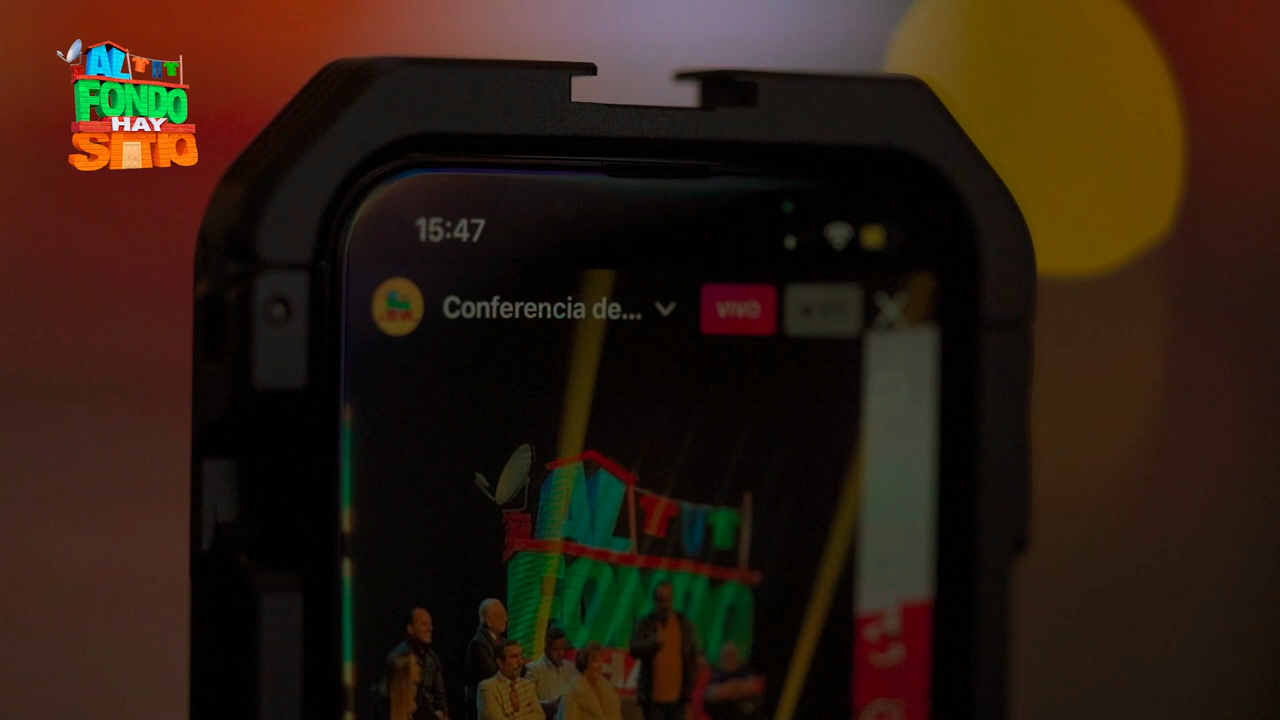 AL
FONDO
HAY
SITIO
15:47
Conferencia de...
VIVO
AL
FONDO